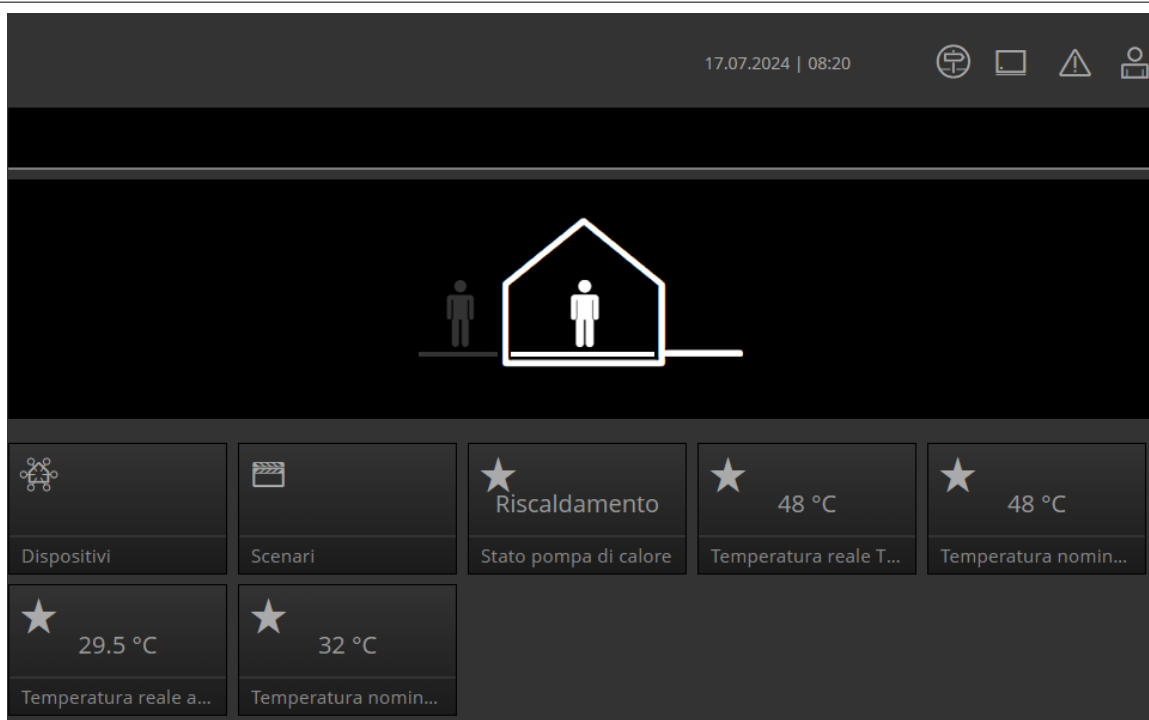 17.07.2024 | 08:20
Riscaldamento
48 °C
48 °C
Dispositivi
Scenari
Stato pompa di calore
Temperatura reale T...
Temperatura nomin...
29.5 °C
32 °C
Temperatura reale a...
Temperatura nomin...